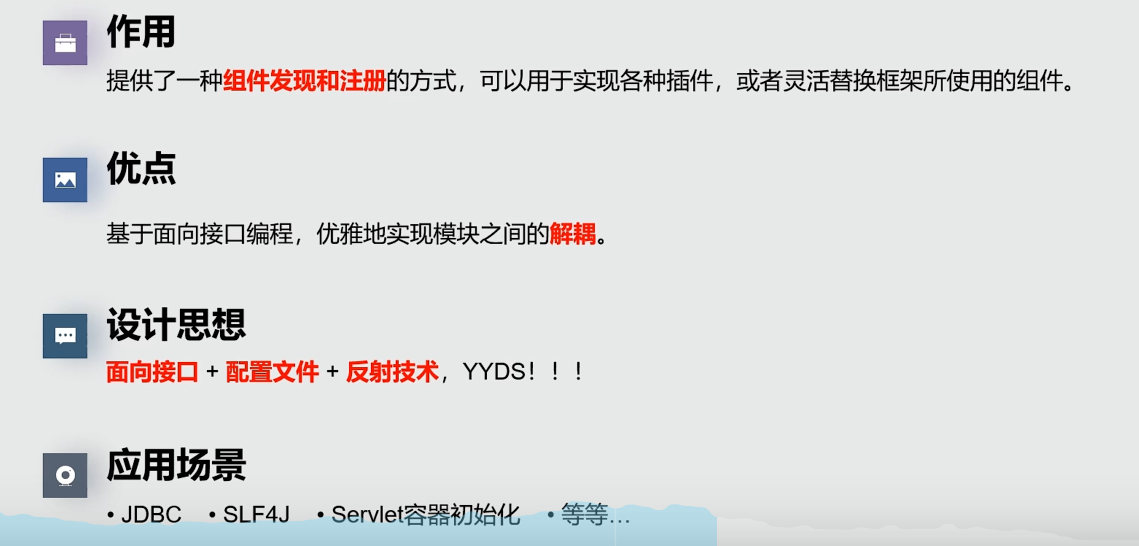 作用
提供了一种组件发现和注册的方式，可以用于实现各种插件，或者灵活替换框架所使用的组件。
优点
基于面向接口编程，优雅地实现模块之间的解耦。
设计思想
面向接口 + 配置文件 + 反射技术，YYDS！！！
应用场景
• JDBC • SLF4J • Servlet容器初始化 • 等等…